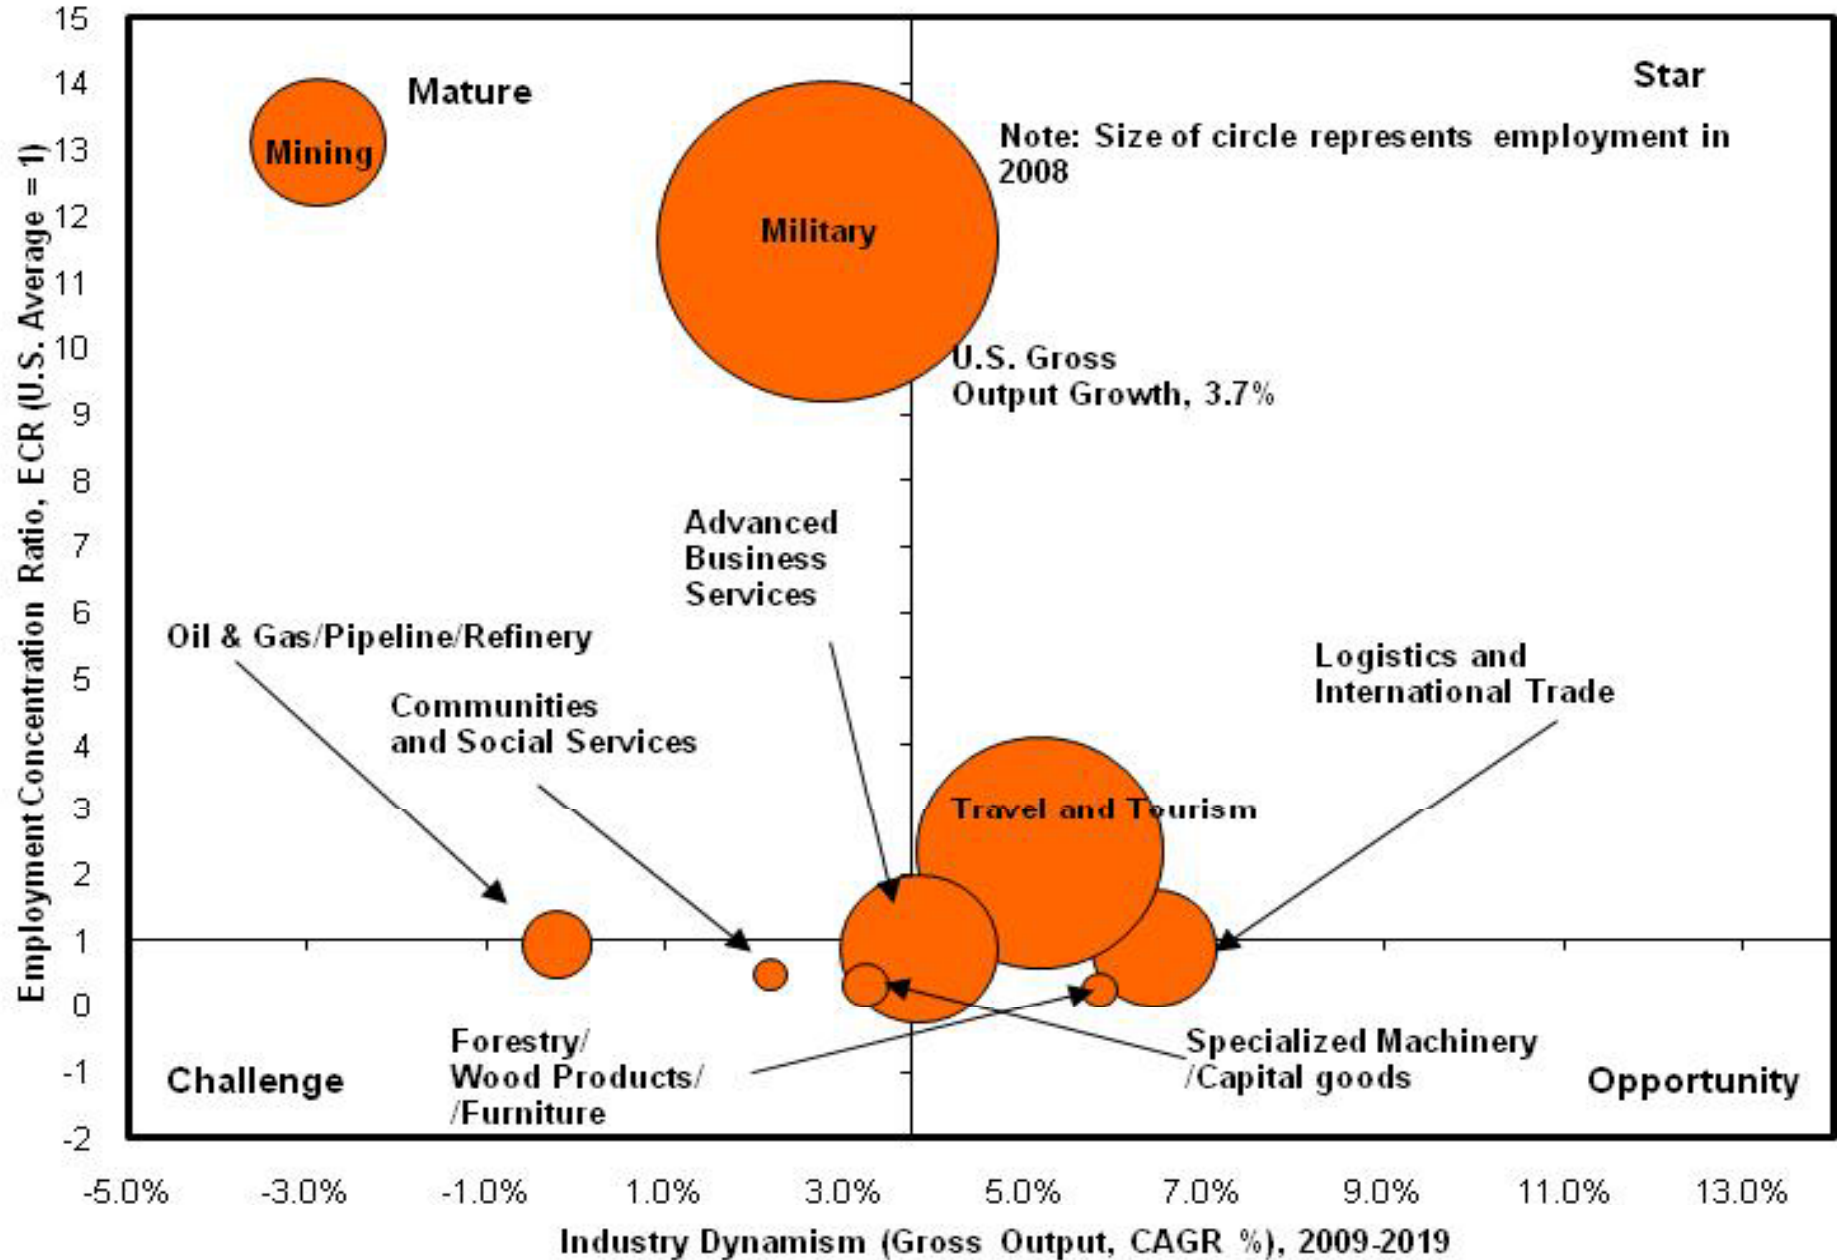 15
14
13
12
11
10
9
8
7
6
5
4
3
2
1
0
-1
-2
Employment Concentration Ratio, ECR (U.S. Average = 1)
Mature
Star
Mining
Note: Size of circle represents employment in
2008
Military
U.S. Gross
Output Growth, 3.7%
Advanced
Business
Services
Oil & Gas/Pipeline/Refinery
Communities
and Social Services
Logistics and
International Trade
Travel and Tourism
Forestry/
Wood Products/
/Furniture
Specialized Machinery
/Capital goods
Challenge
Opportunity
-5.0% -3.0% -1.0% 1.0% 3.0% 5.0% 7.0% 9.0% 11.0% 13.0%
Industry Dynamism (Gross Output, CAGR %), 2009-2019